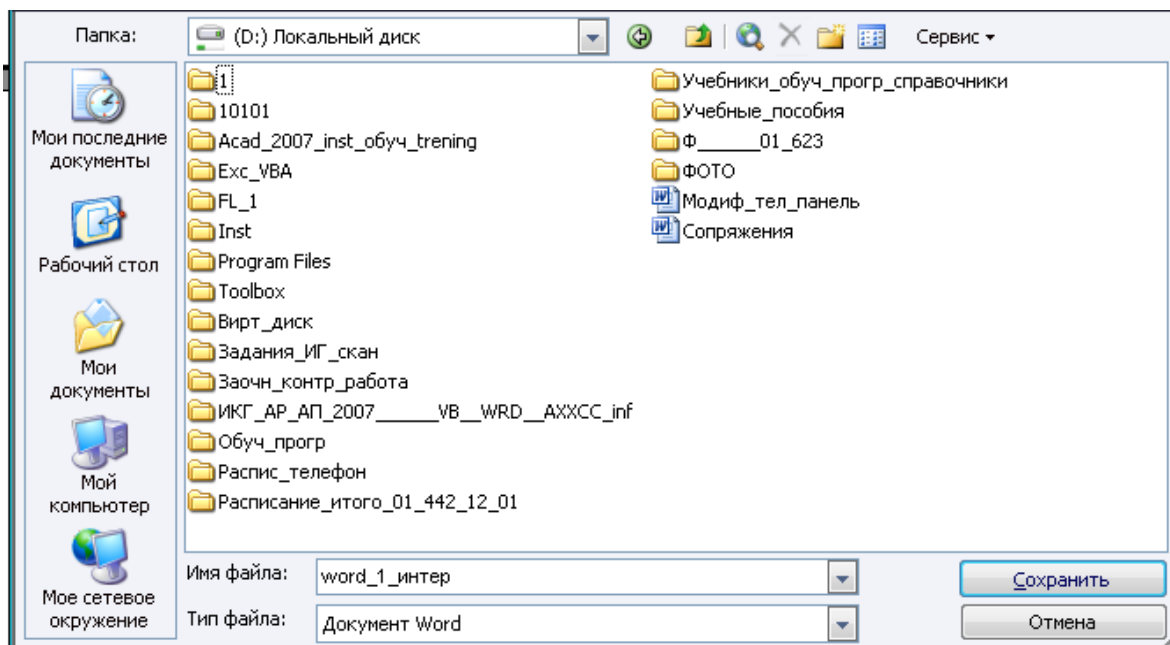 Папка:
(D:) Локальный диск
Сервис
Мои последние
документы
Рабочий стол
Мои
документы
Мой
компьютер
Мое сетевое
окружение
1
10101
Acad_2007_inst_обуч_trening
Exc_VBA
FL_1
Inst
Program Files
Toolbox
Вирт_диск
Задания_ИГ_скан
Заочн_контр_работа
ИКГ_АР_АП_2007______VB__WRD__AXXCC_inf
Обуч_прогр
Распис_телефон
Расписание_итого_01_442_12_01
Учебники_обуч_прогр_справочники
Учебные_пособия
Ф______01_623
ФОТО
Модиф_тел_панель
Сопряжения
Имя файла:
word_1_интер
Сохранить
Тип файла:
Документ Word
Отмена